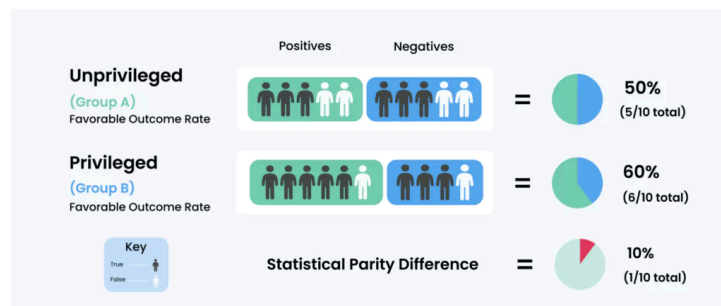 Positives Negatives
Unprivileged
(Group A)
Favorable Outcome Rate
= 50%
(5/10 total)
Privileged
(Group B)
Favorable Outcome Rate
= 60%
(6/10 total)
Key
True
False
Statistical Parity Difference = 10%
(1/10 total)